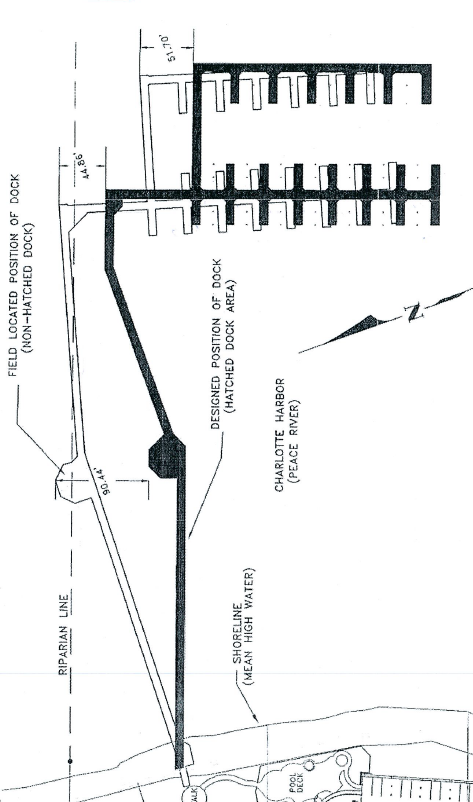 51.70'
44.86'
FIELD LOCATED POSITION OF DOCK
(NON-HATCHED DOCK)
DESIGNED POSITION OF DOCK
(HATCHED DOCK AREA)
N
CHARLOTTE HARBOR
(PEACE RIVER)
90.44'
RIPARIAN LINE
SHORELINE
(MEAN HIGH WATER)
POOL
DECK